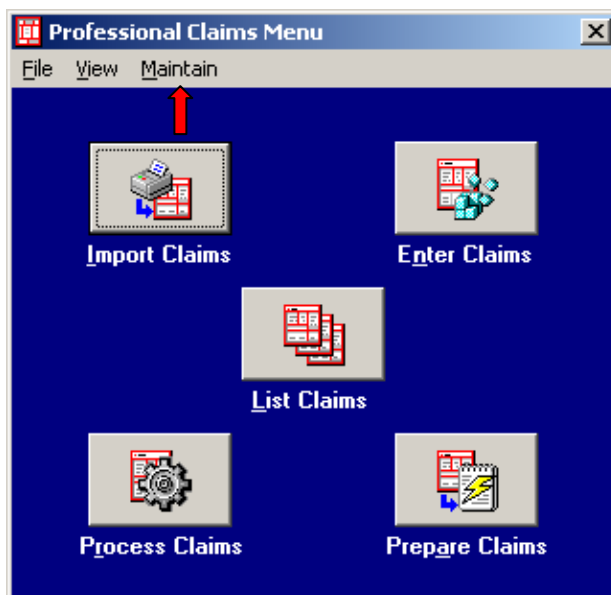 Professional Claims Menu
File View Maintain
Import Claims
Enter Claims
List Claims
Process Claims
Prepare Claims